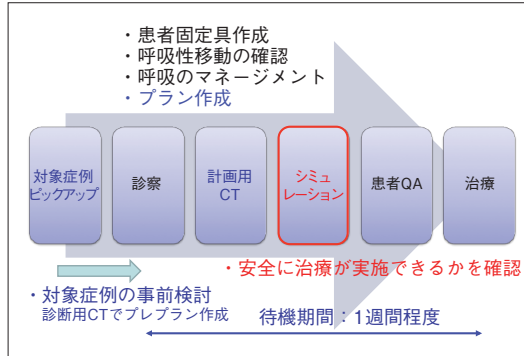 ・患者固定具作成
・呼吸性移動の確認
・呼吸のマネージメント
・プラン作成
対象症例
ピックアップ
診察
計画用
CT
シミュ
レーション
患者QA
治療
・安全に治療が実施できるかを確認
・対象症例の事前検討
診断用CTでプレプラン作成
待機期間：1週間程度